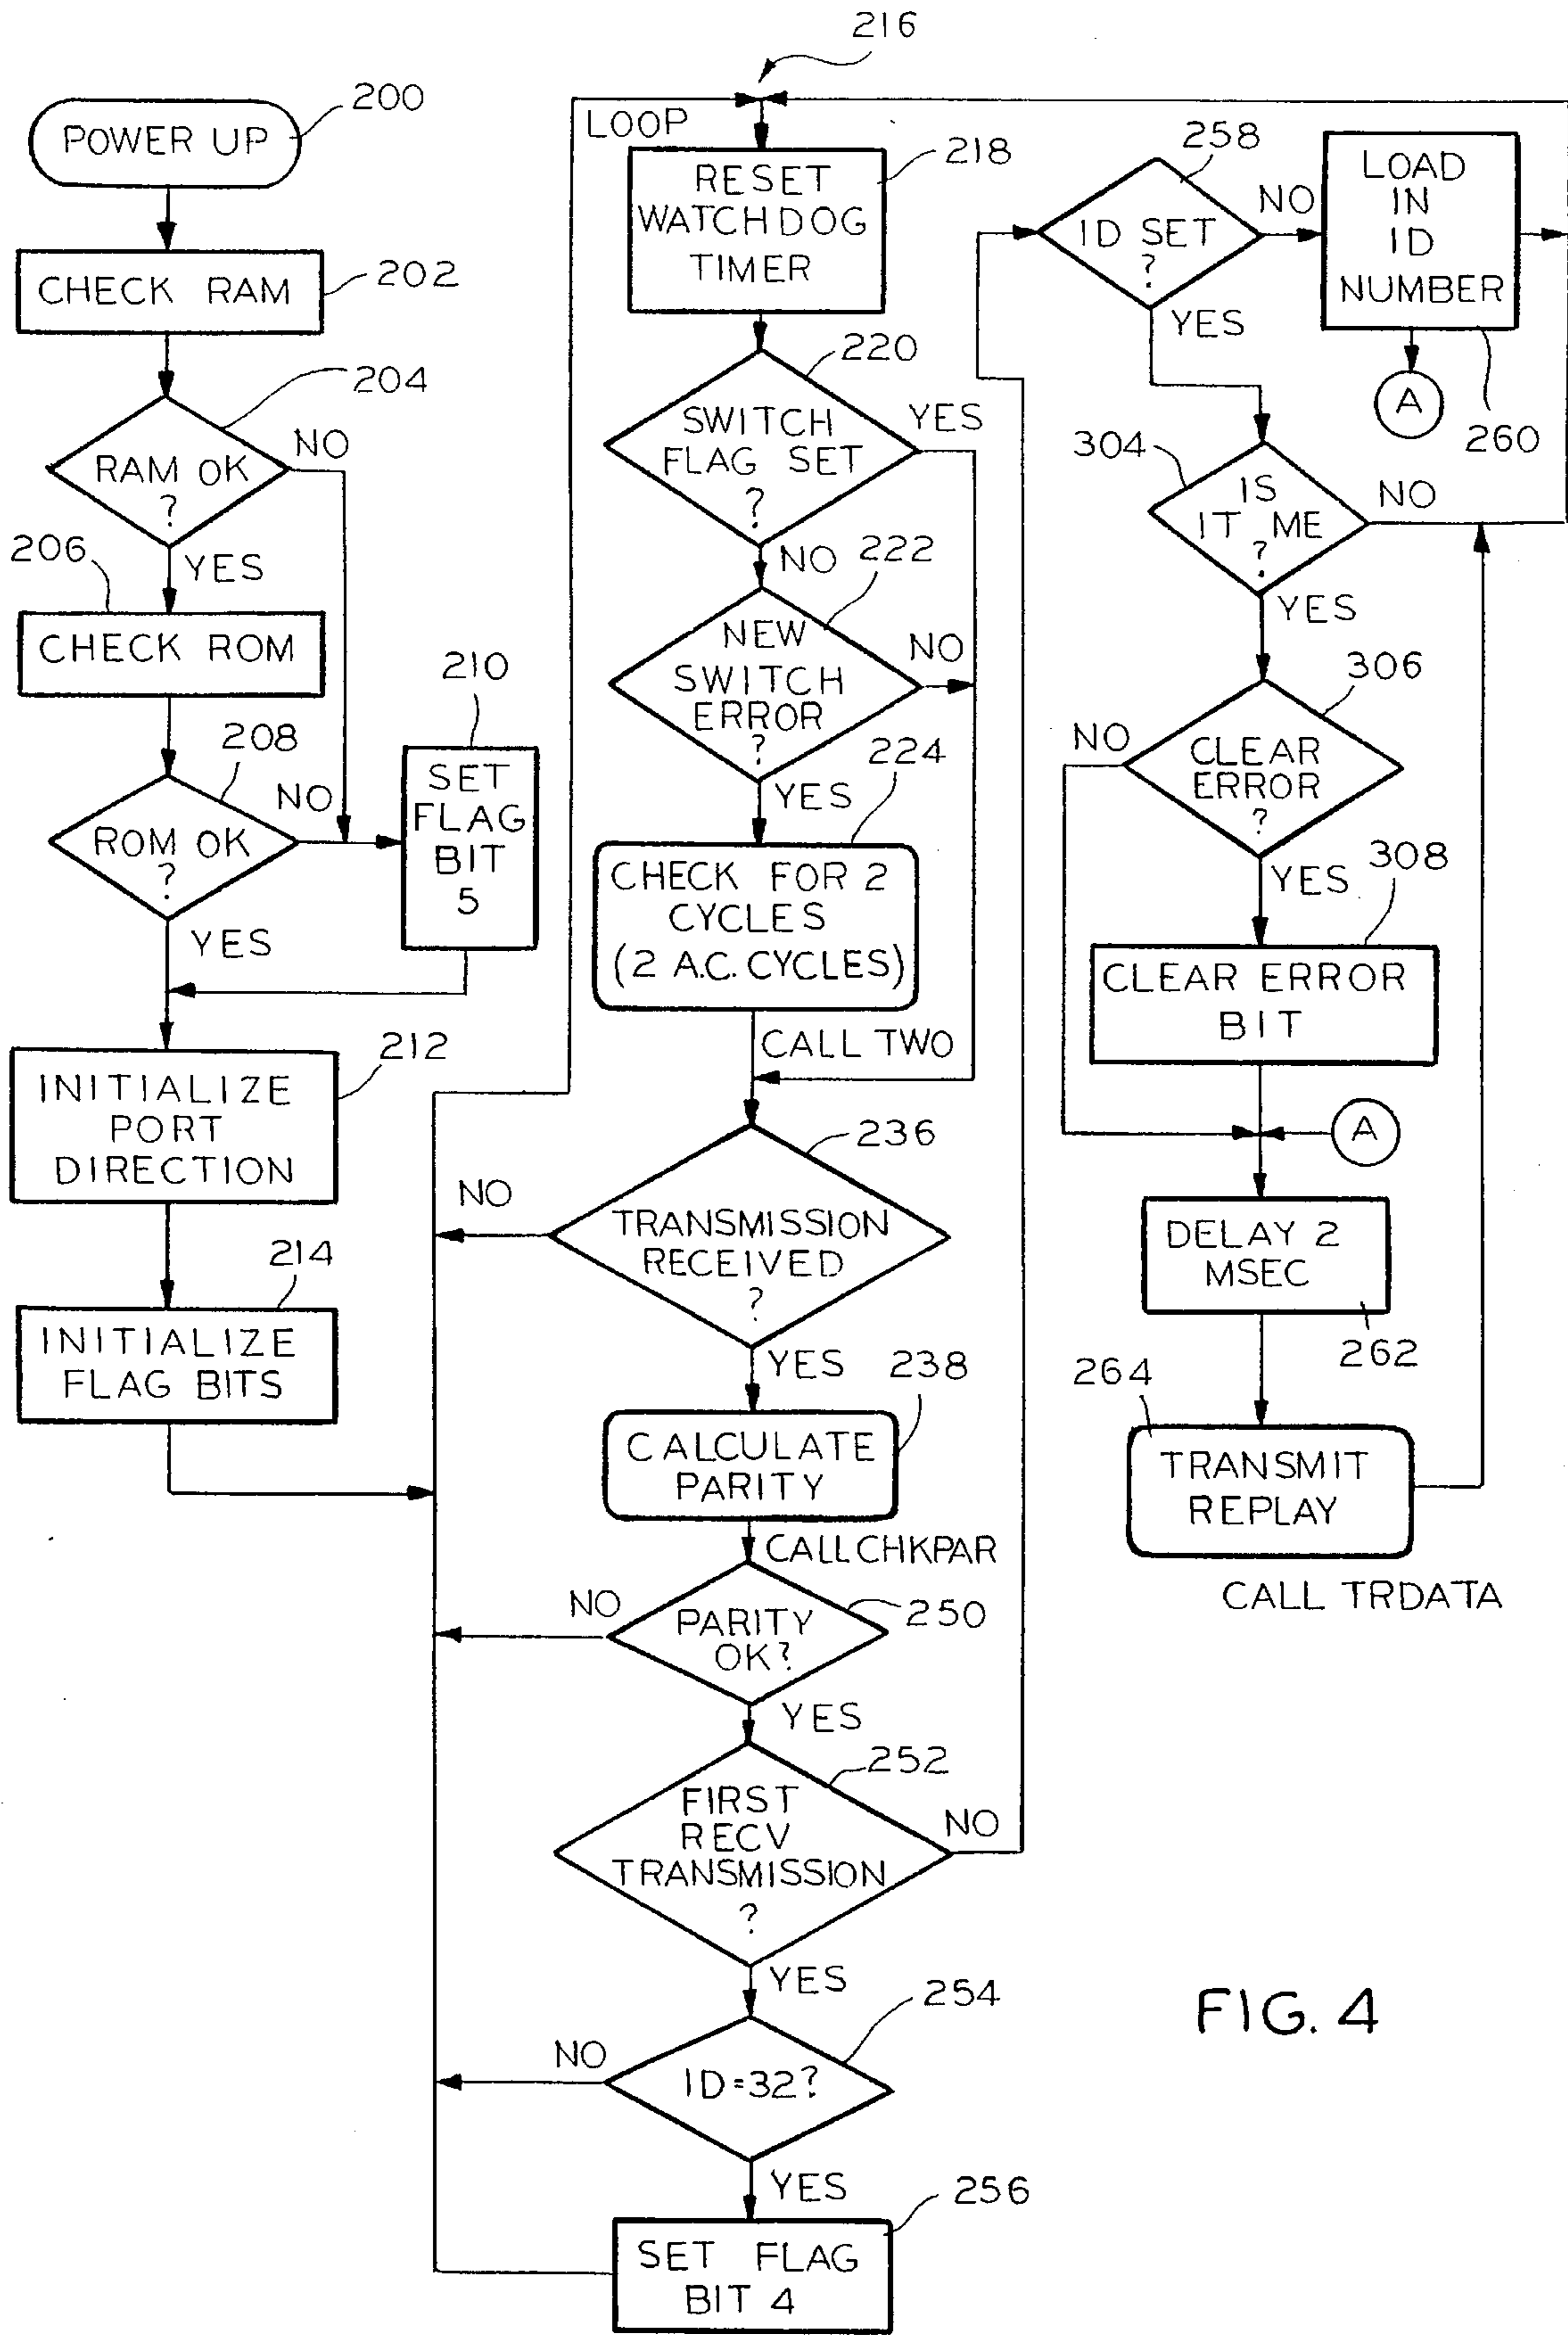 200
POWER UP
CHECK RAM
202
204
NO
RAM OK
?
YES
206
CHECK ROM
208
NO
ROM OK
?
YES
210
SET
FLAG
BIT
5
212
INITIALIZE
PORT
DIRECTION
214
INITIALIZE
FLAG BITS
216
LOOP
218
RESET
WATCHDOG
TIMER
220
YES
SWITCH
FLAG SET
?
NO
222
NEW
SWITCH
ERROR
?
NO
YES
224
CHECK FOR 2
CYCLES
(2 A.C. CYCLES)
CALL TWO
236
NO
TRANSMISSION
RECEIVED
?
YES
238
CALCULATE
PARITY
CALL CHKPAR
NO
250
PARITY
OK?
YES
252
FIRST
RECV
TRANSMISSION
?
NO
YES
254
NO
ID=32?
YES
256
SET FLAG
BIT 4
258
ID SET
?
NO
YES
LOAD
IN
ID
NUMBER
260
A
304
IS
IT ME
?
NO
YES
306
NO
CLEAR
ERROR
?
YES
308
CLEAR ERROR
BIT
A
DELAY 2
MSEC
262
264
TRANSMIT
REPLAY
CALL TRDATA
FIG. 4